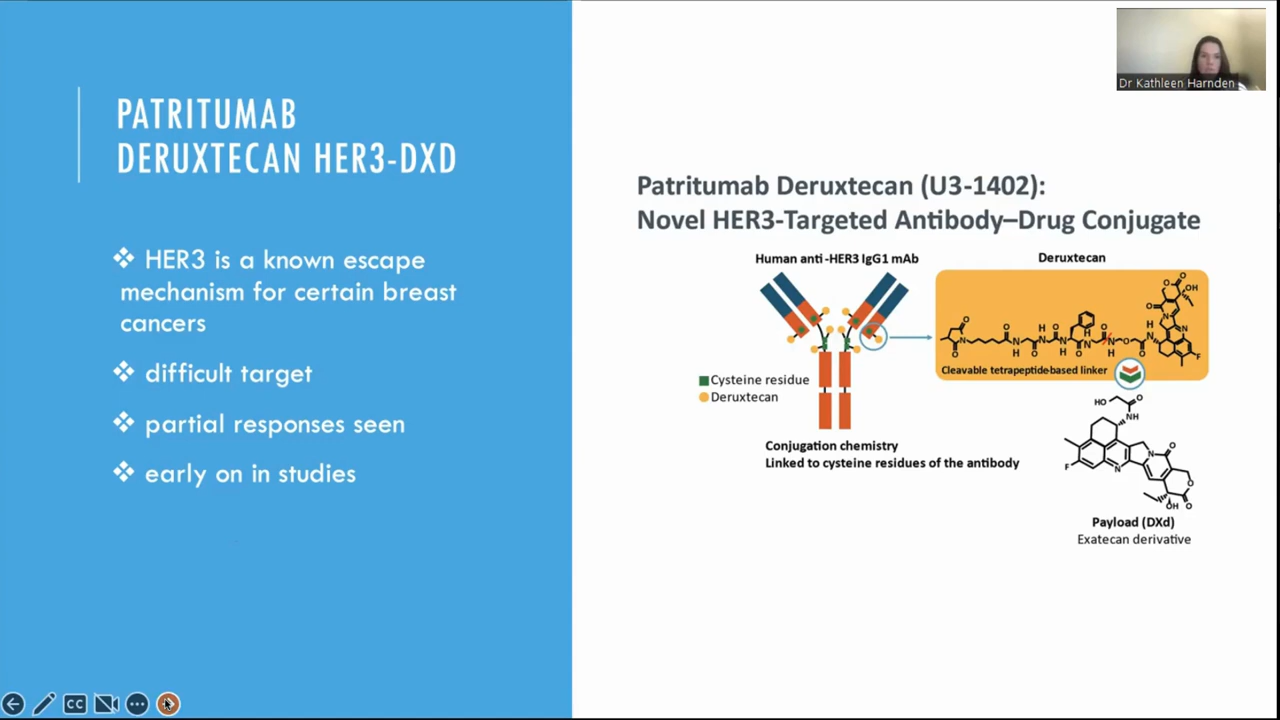 PATRITUMAB
DERUXTECAN HER3-DXD
❖ HER3 is a known escape
mechanism for certain breast
cancers
❖ difficult target
❖ partial responses seen
❖ early on in studies
Dr Kathleen Harnden
Patritumab Deruxtecan (U3-1402):
Novel HER3-Targeted Antibody–Drug Conjugate
Human anti-HER3 IgG1 mAb
Deruxtecan
Cleavable tetrapeptide-based linker
Cysteine residue
Deruxtecan
Conjugation chemistry
Linked to cysteine residues of the antibody
Payload (DXd)
Exatecan derivative
CC